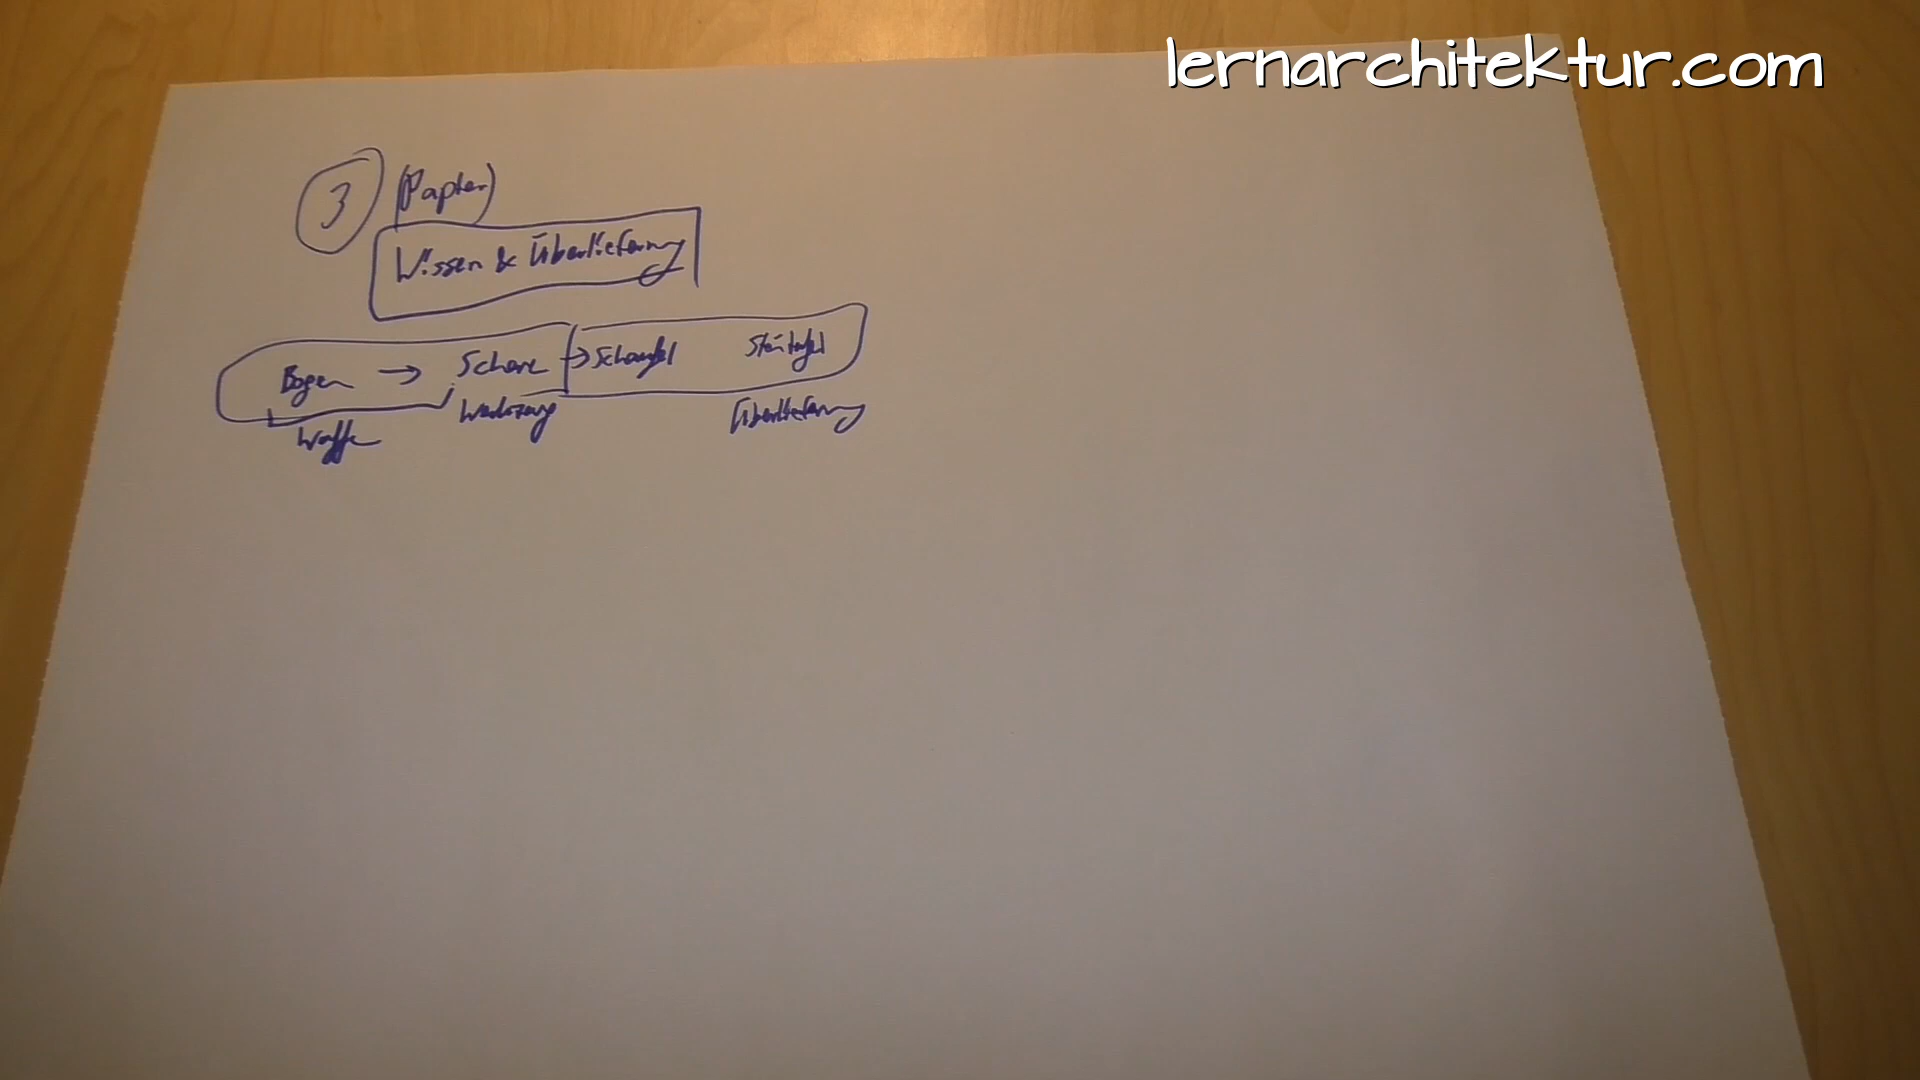 lernarchitektur.com
3 (Papier)
Wissen & Überlieferung
Bogen → Schere → Schaufel Steintafel
Waffe Werkzeug Überlieferung